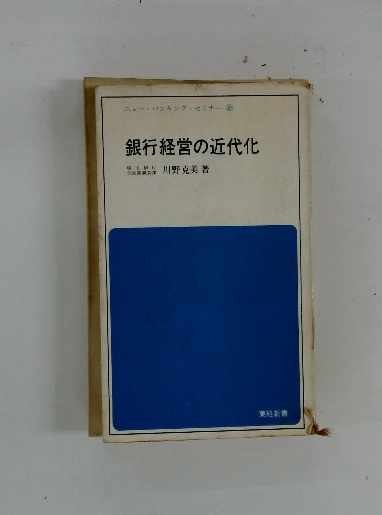 ニュー・バンキング・セミナー
銀行経営の近代化
川野克美著
東経新書